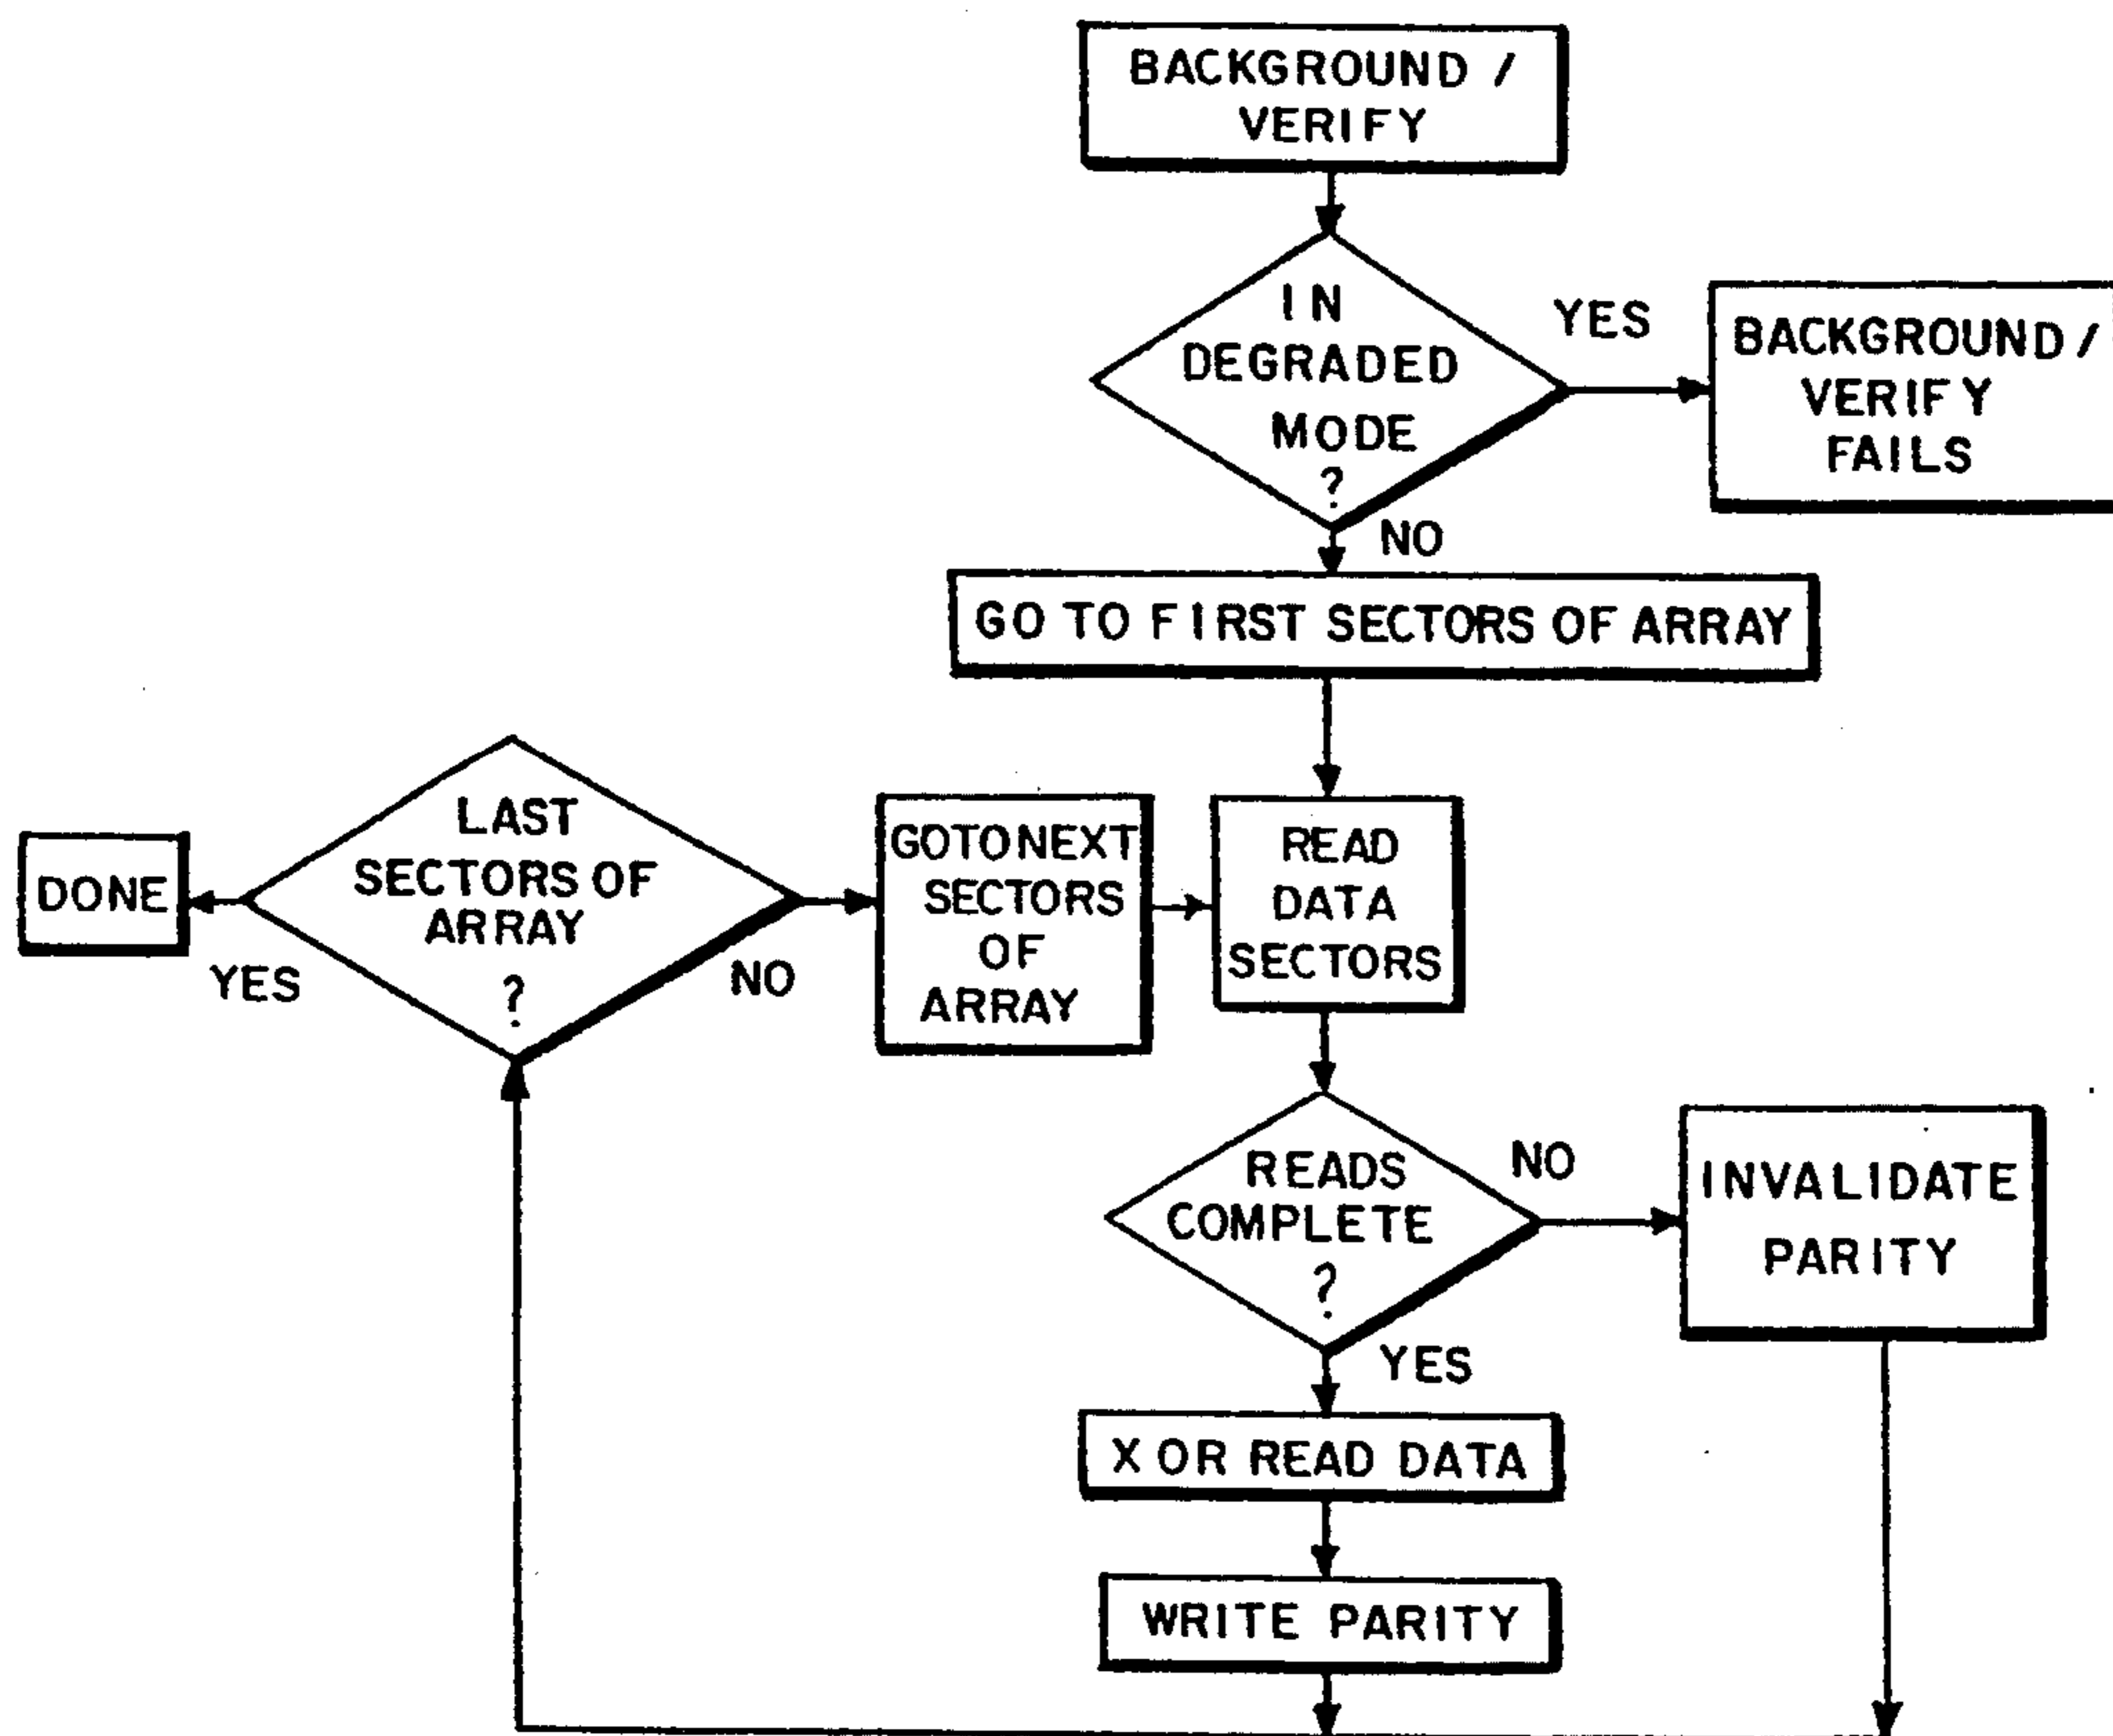 BACKGROUND /
VERIFY
IN
DEGRADED
MODE
?
YES
BACKGROUND /
VERIFY
FAILS
NO
GO TO FIRST SECTORS OF ARRAY
LAST
SECTORS OF
ARRAY
?
DONE
YES
NO
GOTO NEXT
SECTORS
OF
ARRAY
READ
DATA
SECTORS
READS
COMPLETE
?
NO
INVALIDATE
PARITY
YES
X OR READ DATA
WRITE PARITY